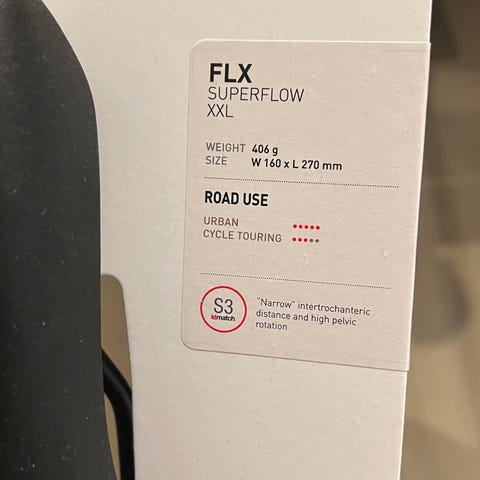 FLX
SUPERFLOW
XXL
WEIGHT 406 g
SIZE W 160 x L 270 mm
ROAD USE
URBAN
CYCLE TOURING
S3
idmatch
"Narrow" intertrochanteric
distance and high pelvic
rotation